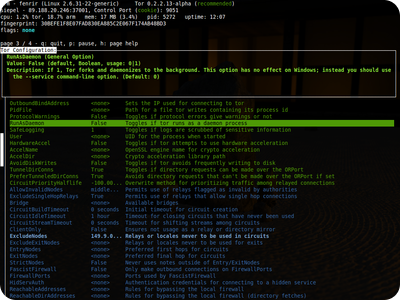 fenrir (Linux 2.6.31-22-generic) Tor 0.2.2.13-alpha (recommended)
89.188.20.246:37001, Control Port (cookie): 9051
cpu: 1.2% tor, 18.7% arm mem: 17 MB (3.4%) pid: 5272 uptime: 12:07
fingerprint:
flags: none
page 3 / 4 - q: quit, p: pause, h: page help
Tor Configuration:
RunAsDaemon (General Option)
Value: False (default, Boolean, usage: 0|1)
Description: If 1, Tor forks and daemonizes to the background. This option has no effect on Windows; instead you should use
the --service command-line option. (Default: 0)
OutboundBindAddress <none> Sets the IP used for connecting to tor
PidFile <none> Path for a file tor writes containing its process id
ProtocolWarnings False Toggles if protocol errors give warnings or not
RunAsDaemon False Toggles if tor runs as a daemon process
SafeLogging 1 Toggles if logs are scrubbed of sensitive information
User <none> UID for the process when started
HardwareAccel False Toggles if tor attempts to use hardware acceleration
AccelName <none> OpenSSL engine name for crypto acceleration
AccelDir <none> Crypto acceleration library path
AvoidDiskWrites False Toggles if tor avoids frequently writing to disk
TunnelDirConns True Toggles if directory requests can be made over the ORPort
PreferTunneledDirConns True Avoids directory requests that can't be made over the ORPort if set
CircuitPriorityHalflife -100.00... Overwrite method for prioritizing traffic among relayed connections
AllowInvalidNodes middle... Permits use of relays flagged as invalid by authorities
ExcludeSingleHopRelays True Permits use of relays that allow single hop connections
Bridge <none> Available bridges
CircuitBuildTimeout 0 seconds Initial timeout for circuit creation
CircuitIdleTimeout 1 hour Timeout for closing circuits that have never been used
CircuitStreamTimeout 0 seconds Timeout for shifting streams among circuits
ClientOnly False Ensures not usage as a relay or directory mirror
ExcludeNodes 149.9.0... Relays or locales never to be used in circuits
ExcludeExitNodes <none> Relays or locales never to be used for exits
EntryNodes <none> Preferred first hops for circuits
ExitNodes <none> Preferred final hop for circuits
StrictNodes False Never uses notes outside of Entry/ExitNodes
FascistFirewall False Only make outbound connections on FirewallPorts
FirewallPorts <none> Ports used by FascistFirewall
HidServAuth <none> Authentication credentials for connecting to a hidden service
ReachableAddresses <none> Rules for bypassing the local firewall
<none> Rules for bypassing the local firewall (directory fetches)